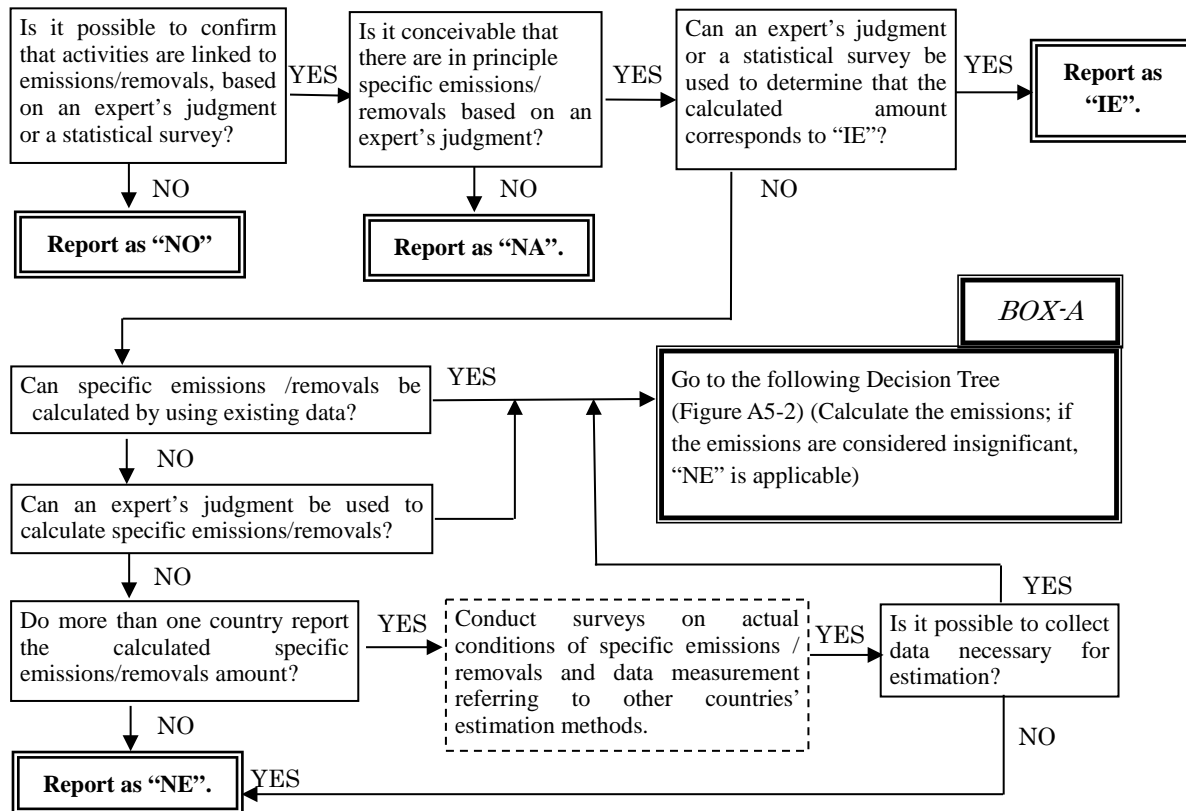 Is it possible to confirm
that activities are linked to
emissions/removals, based
on an expert’s judgment
or a statistical survey?
YES
Is it conceivable that
there are in principle
specific emissions/
removals based on an
expert’s judgment?
YES
Can an expert’s judgment
or a statistical survey be
used to determine that the
calculated amount
corresponds to “IE”?
YES
Report as
“IE”.
NO
NO
NO
Report as “NO”
Report as “NA”.
BOX-A
Can specific emissions /removals be
calculated by using existing data?
YES
Go to the following Decision Tree
(Figure A5-2) (Calculate the emissions; if
the emissions are considered insignificant,
“NE” is applicable)
NO
Can an expert’s judgment be used to
calculate specific emissions/removals?
NO
YES
Do more than one country report
the calculated specific
emissions/removals amount?
YES
Conduct surveys on actual
conditions of specific emissions /
removals and data measurement
referring to other countries’
estimation methods.
YES
Is it possible to collect
data necessary for
estimation?
NO
NO
Report as “NE”.
YES